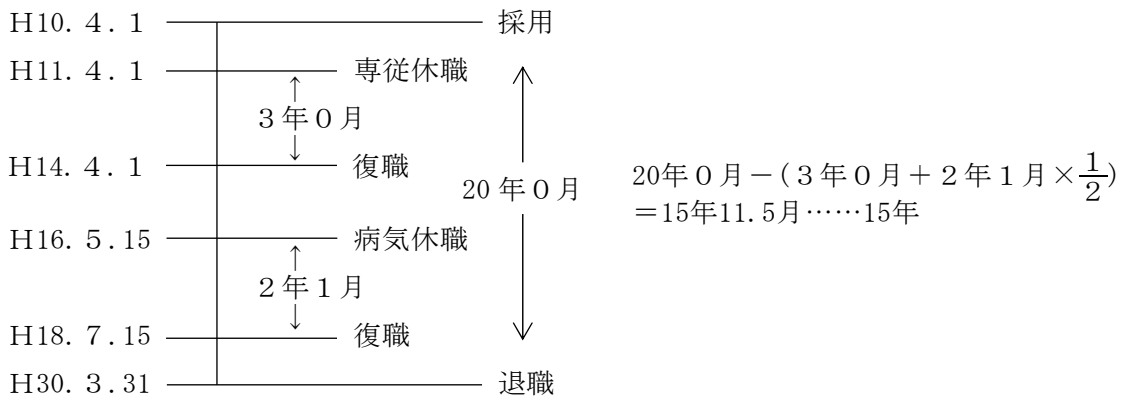 H10. 4. 1 採用
H11. 4. 1 専従休職
3年0月
H14. 4. 1 復職
20年0月
20年0月－(3年0月＋2年1月×1/2)
＝15年11.5月……15年
H16. 5.15 病気休職
2年1月
H18. 7.15 復職
H30. 3.31 退職